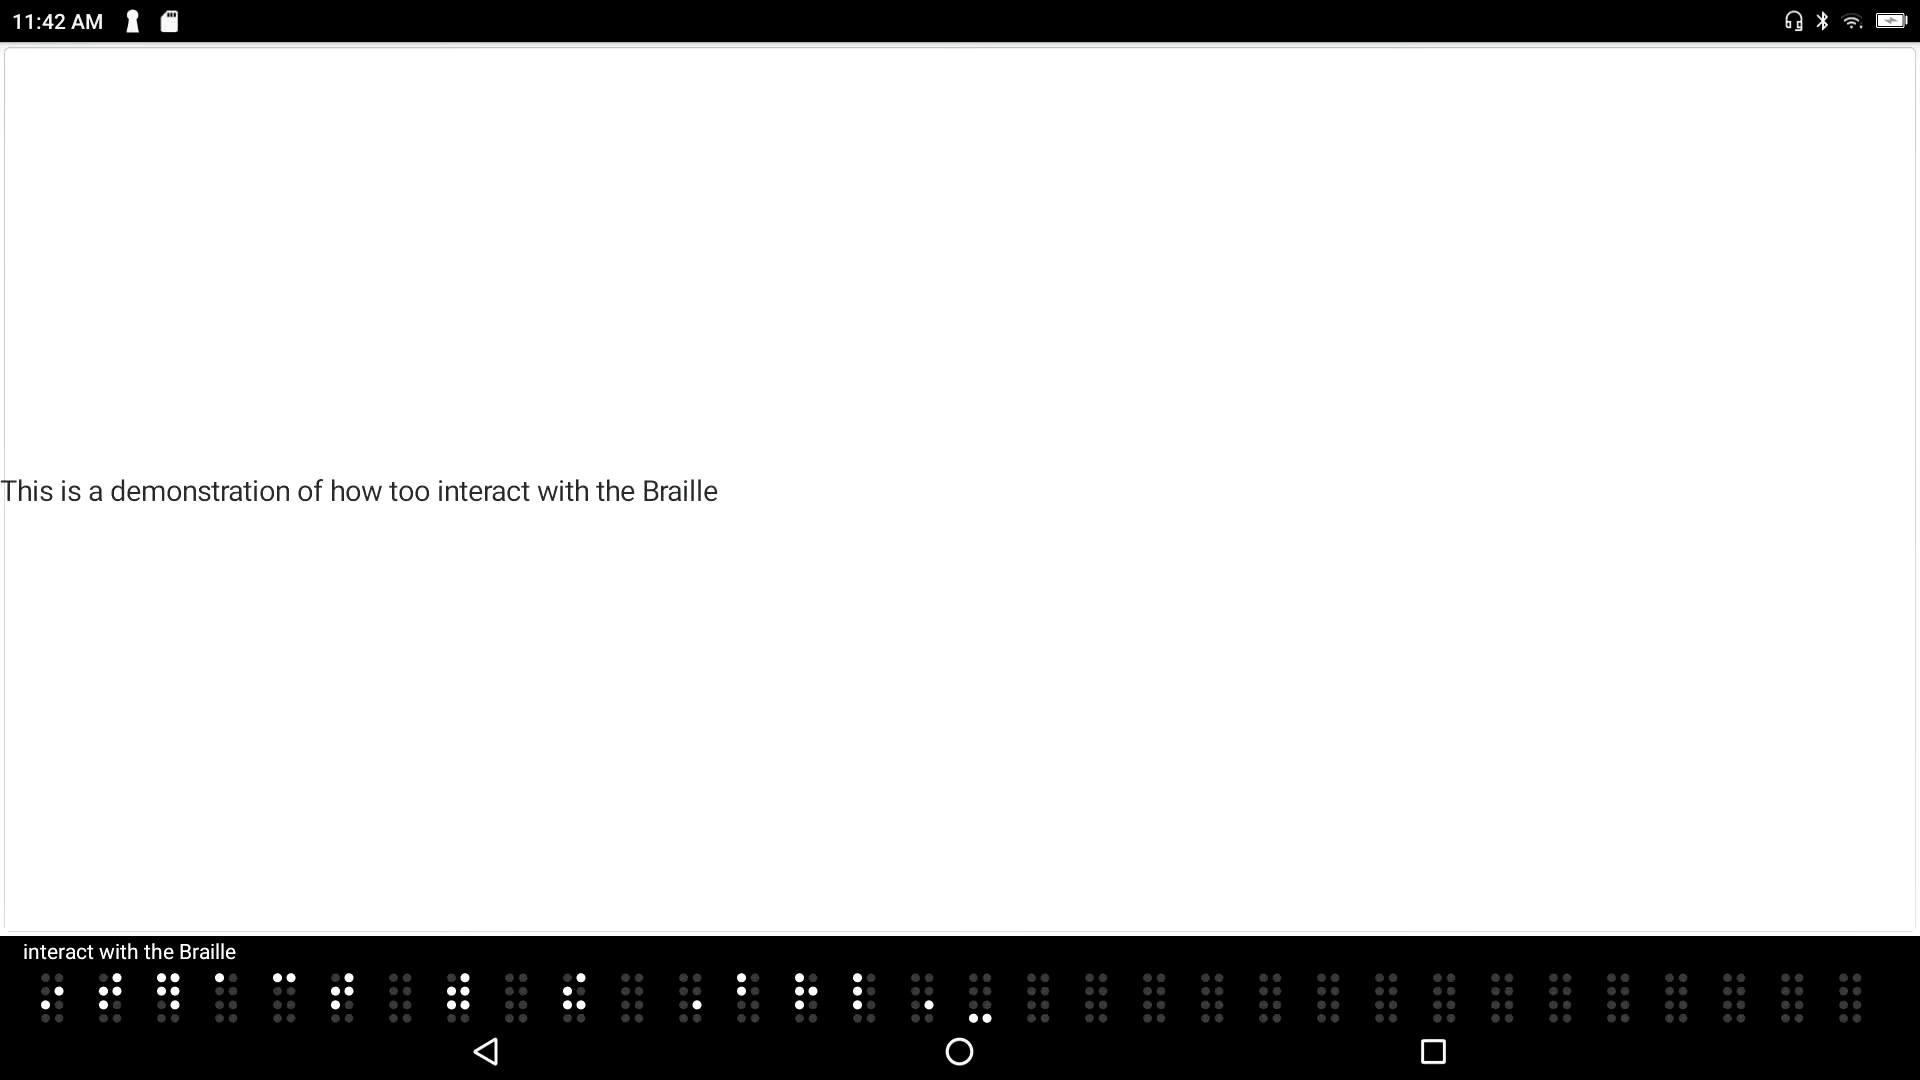 11:42 AM
This is a demonstration of how too interact with the Braille
interact with the Braille
⠔⠞⠻⠁⠉⠞⠀⠾⠀⠮⠀⠠⠃⠗⠇⠠⣀